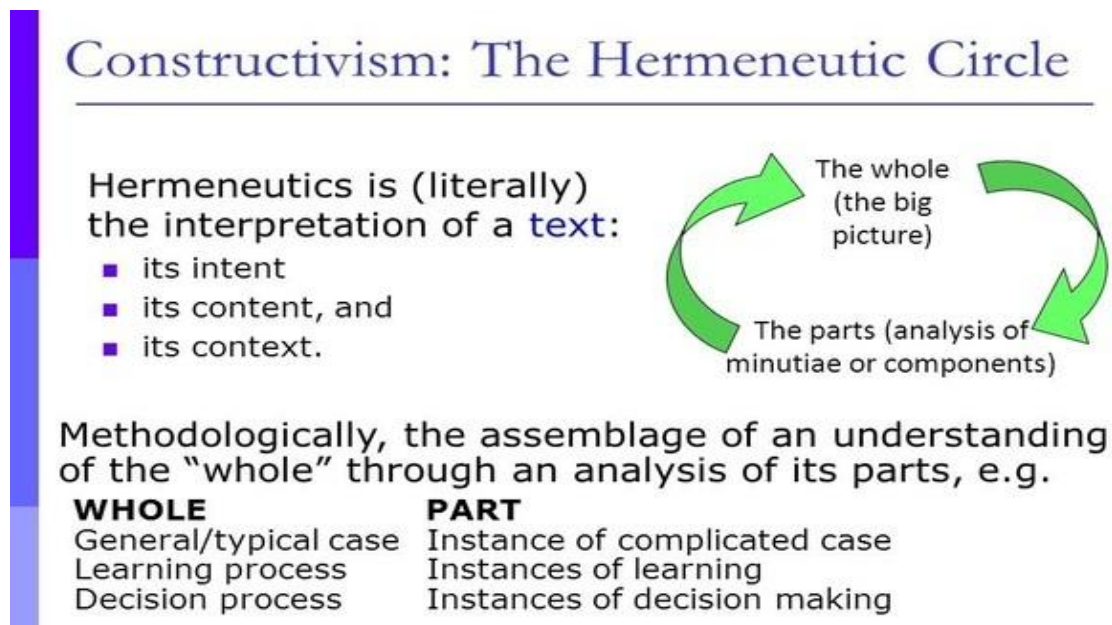 Constructivism: The Hermeneutic Circle
Hermeneutics is (literally)
the interpretation of a text:
its intent
its content, and
its context.
The whole
(the big
picture)
The parts (analysis of
minutiae or components)
Methodologically, the assemblage of an understanding
of the “whole” through an analysis of its parts, e.g.
WHOLE PART
General/typical case Instance of complicated case
Learning process Instances of learning
Decision process Instances of decision making